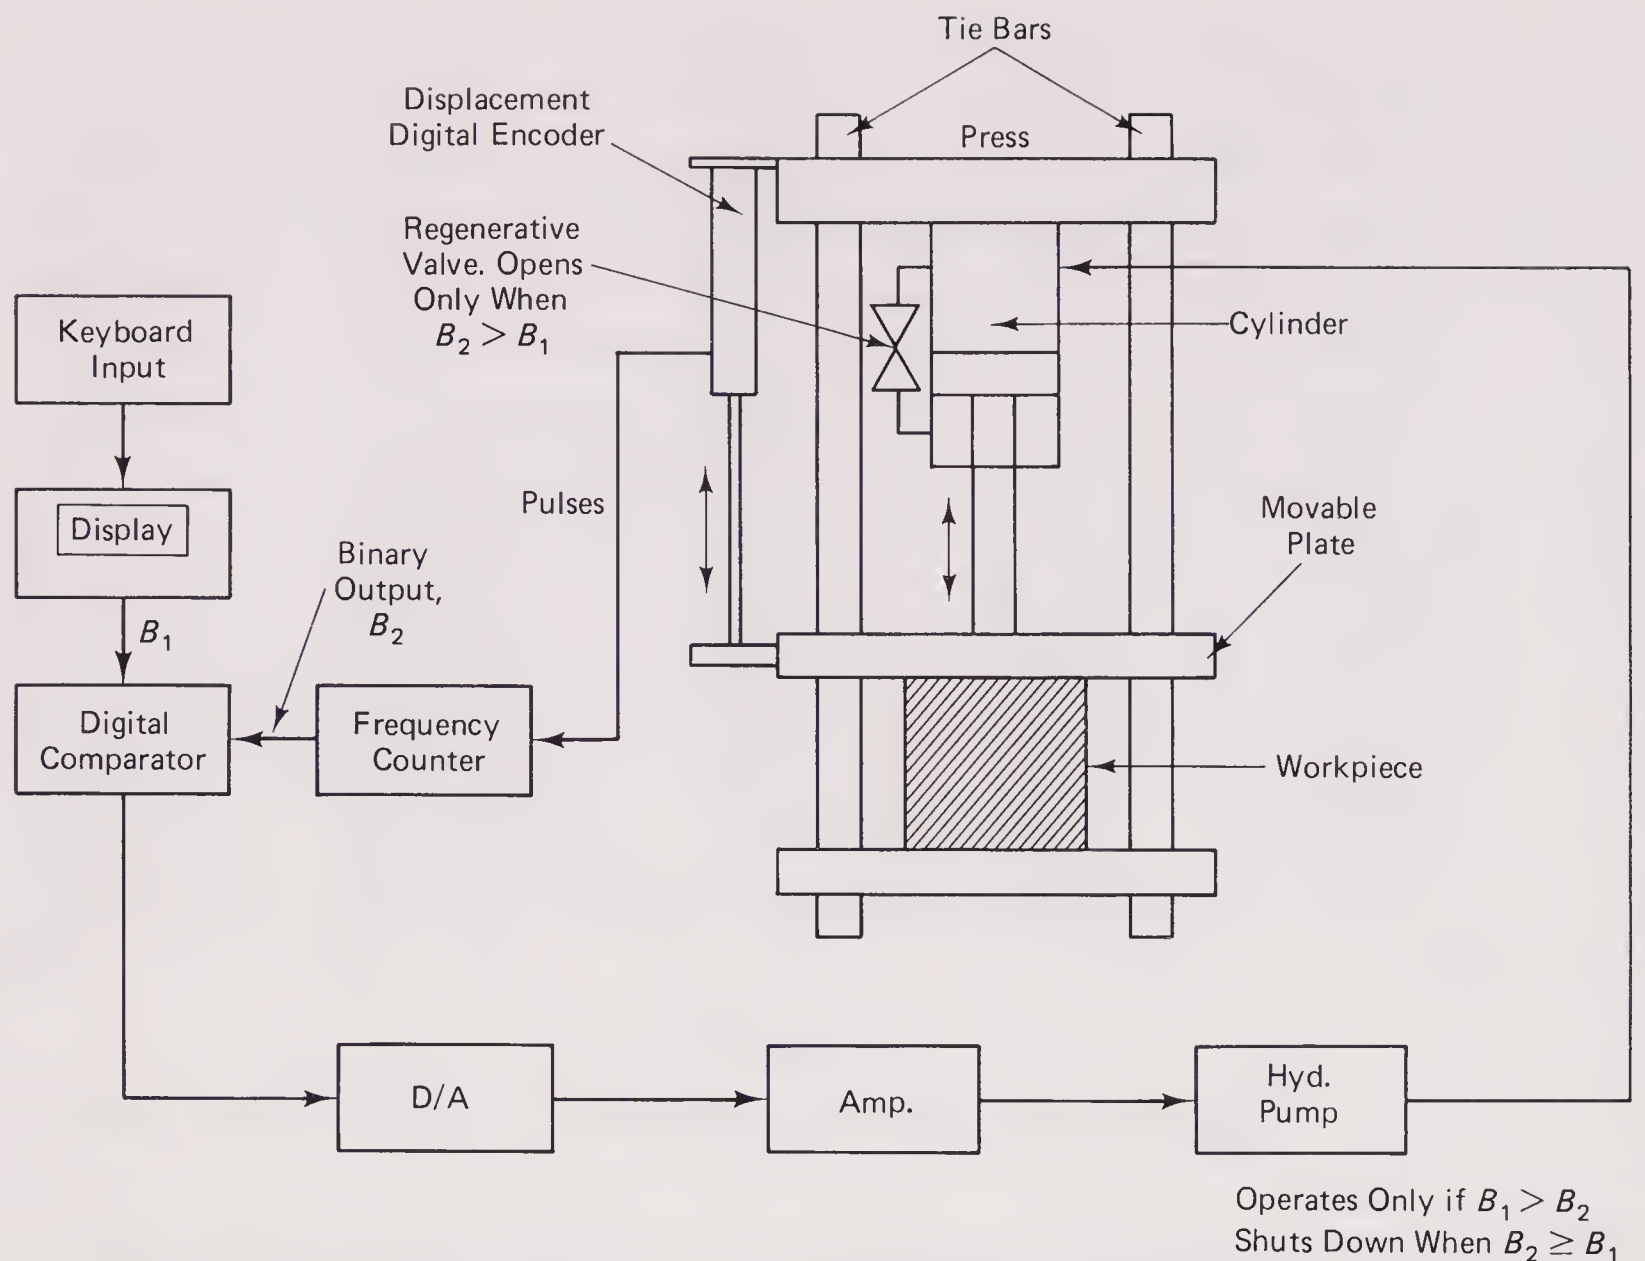 Tie Bars
Displacement
Digital Encoder
Press
Regenerative
Valve. Opens
Only When
B₂ > B₁
Keyboard
Input
Cylinder
Display
Pulses
Movable
Plate
Binary
Output,
B₂
B₁
Digital
Comparator
Frequency
Counter
Workpiece
D/A
Amp.
Hyd.
Pump
Operates Only if B₁ > B₂
Shuts Down When B₂ ≥ B₁